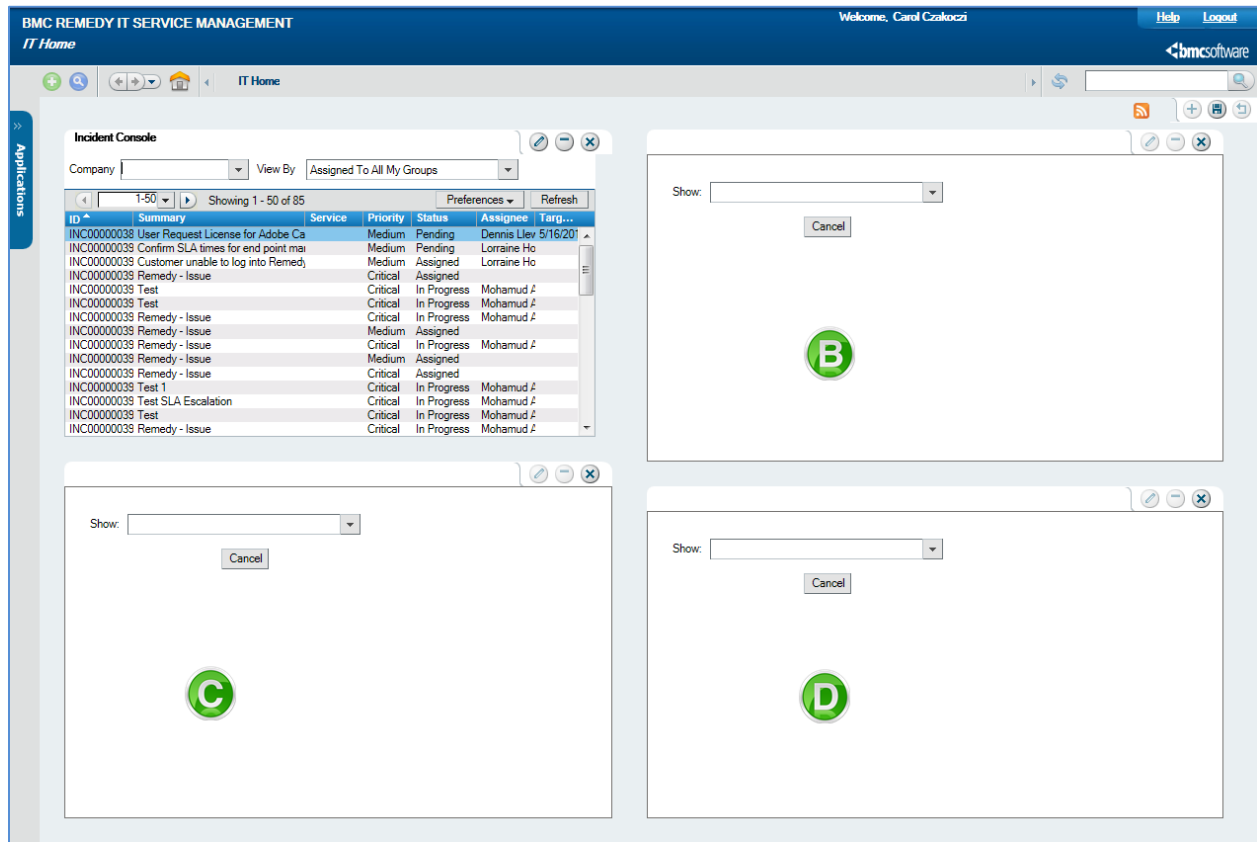 BMC REMEDY IT SERVICE MANAGEMENT
Welcome, Carol Czakoczi
Help Logout
IT Home
bmcsoftware
IT Home
Applications
Incident Console
Company View By Assigned To All My Groups
1-50 Showing 1 - 50 of 85 Preferences Refresh
ID Summary Service Priority Status Assignee Targ...
INC00000038 User Request License for Adobe Ca Medium Pending Dennis Llev 5/16/201
INC00000039 Confirm SLA times for end point mar Medium Pending Lorraine Ho
INC00000039 Customer unable to log into Remedy Medium Assigned Lorraine Ho
INC00000039 Remedy - Issue Critical Assigned
INC00000039 Test Critical In Progress Mohamud A
INC00000039 Test Critical In Progress Mohamud A
INC00000039 Remedy - Issue Critical In Progress Mohamud A
INC00000039 Remedy - Issue Medium Assigned
INC00000039 Remedy - Issue Critical In Progress Mohamud A
INC00000039 Remedy - Issue Medium Assigned
INC00000039 Remedy - Issue Critical Assigned
INC00000039 Test 1 Critical In Progress Mohamud A
INC00000039 Test SLA Escalation Critical In Progress Mohamud A
INC00000039 Test Critical In Progress Mohamud A
INC00000039 Remedy - Issue Critical In Progress Mohamud A
Show:
Cancel
B
Show:
Cancel
C
Show:
Cancel
D